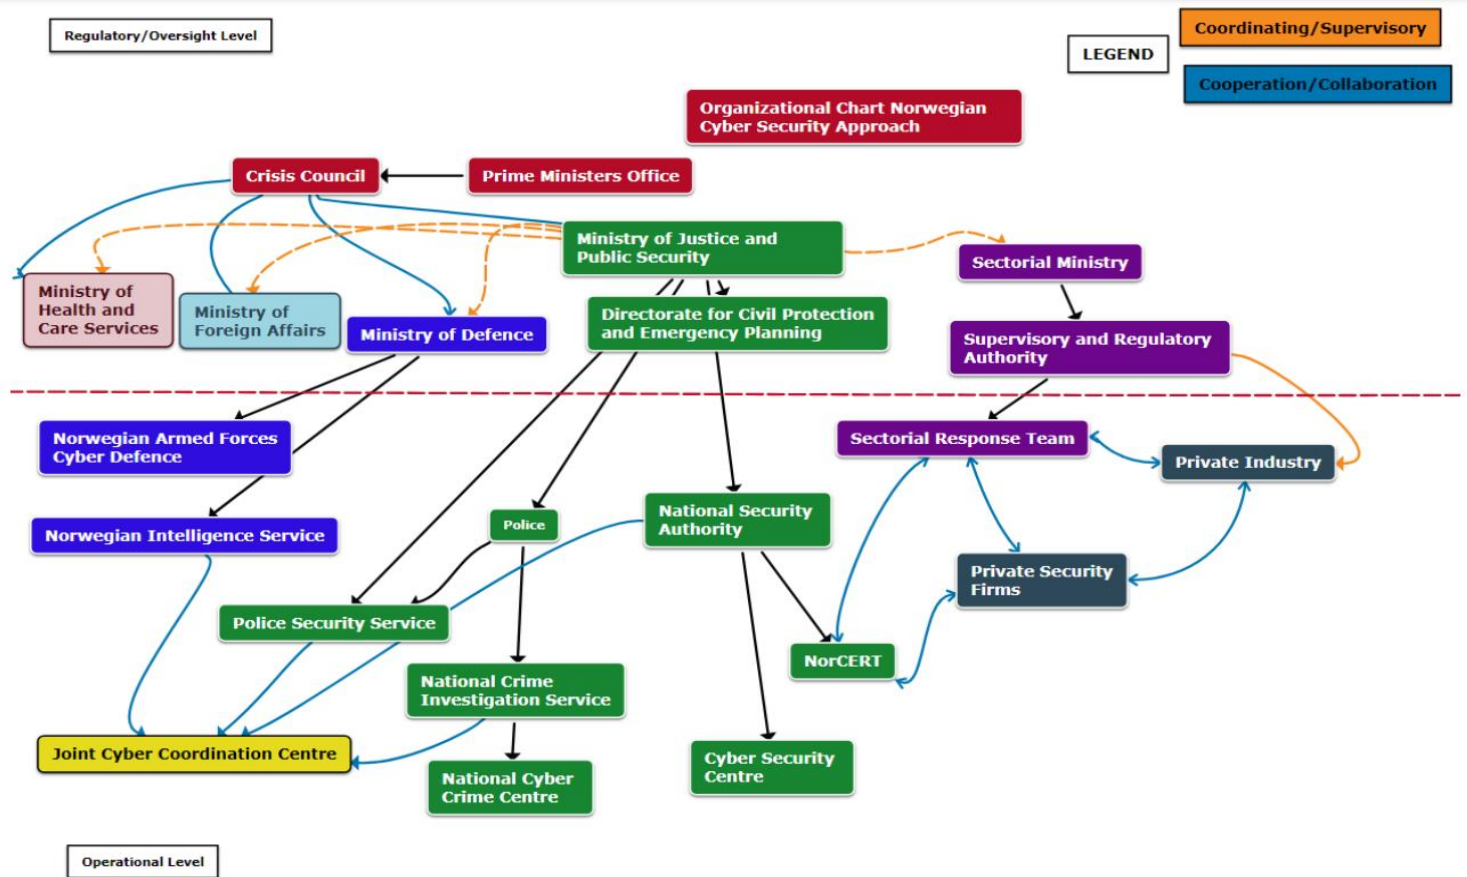 Regulatory/Oversight Level
Coordinating/Supervisory
LEGEND
Cooperation/Collaboration
Organizational Chart Norwegian
Cyber Security Approach
Crisis Council
Prime Ministers Office
Ministry of Justice and
Public Security
Sectorial Ministry
Ministry of
Health and
Care Services
Ministry of
Foreign Affairs
Ministry of Defence
Directorate for Civil Protection
and Emergency Planning
Supervisory and Regulatory
Authority
Norwegian Armed Forces
Cyber Defence
Sectorial Response Team
Private Industry
Norwegian Intelligence Service
Police
National Security
Authority
Private Security
Firms
Police Security Service
NorCERT
National Crime
Investigation Service
Joint Cyber Coordination Centre
National Cyber
Crime Centre
Cyber Security
Centre
Operational Level